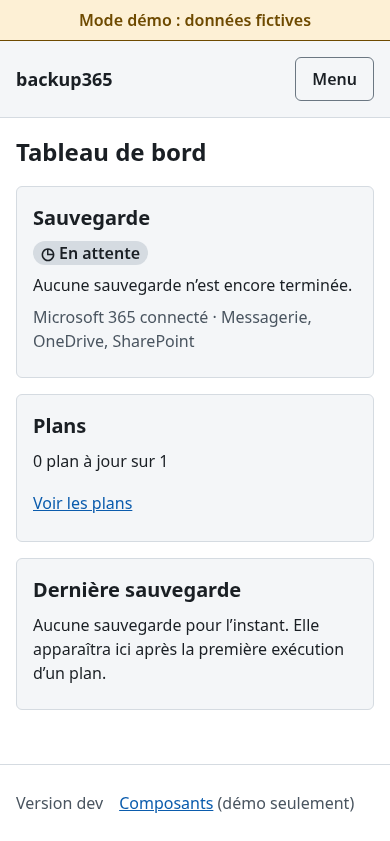 Mode démo : données fictives
backup365
Menu
Tableau de bord
Sauvegarde
En attente
Aucune sauvegarde n’est encore terminée.
Microsoft 365 connecté · Messagerie,
OneDrive, SharePoint
Plans
0 plan à jour sur 1
Voir les plans
Dernière sauvegarde
Aucune sauvegarde pour l’instant. Elle
apparaîtra ici après la première exécution
d’un plan.
Version dev Composants (démo seulement)